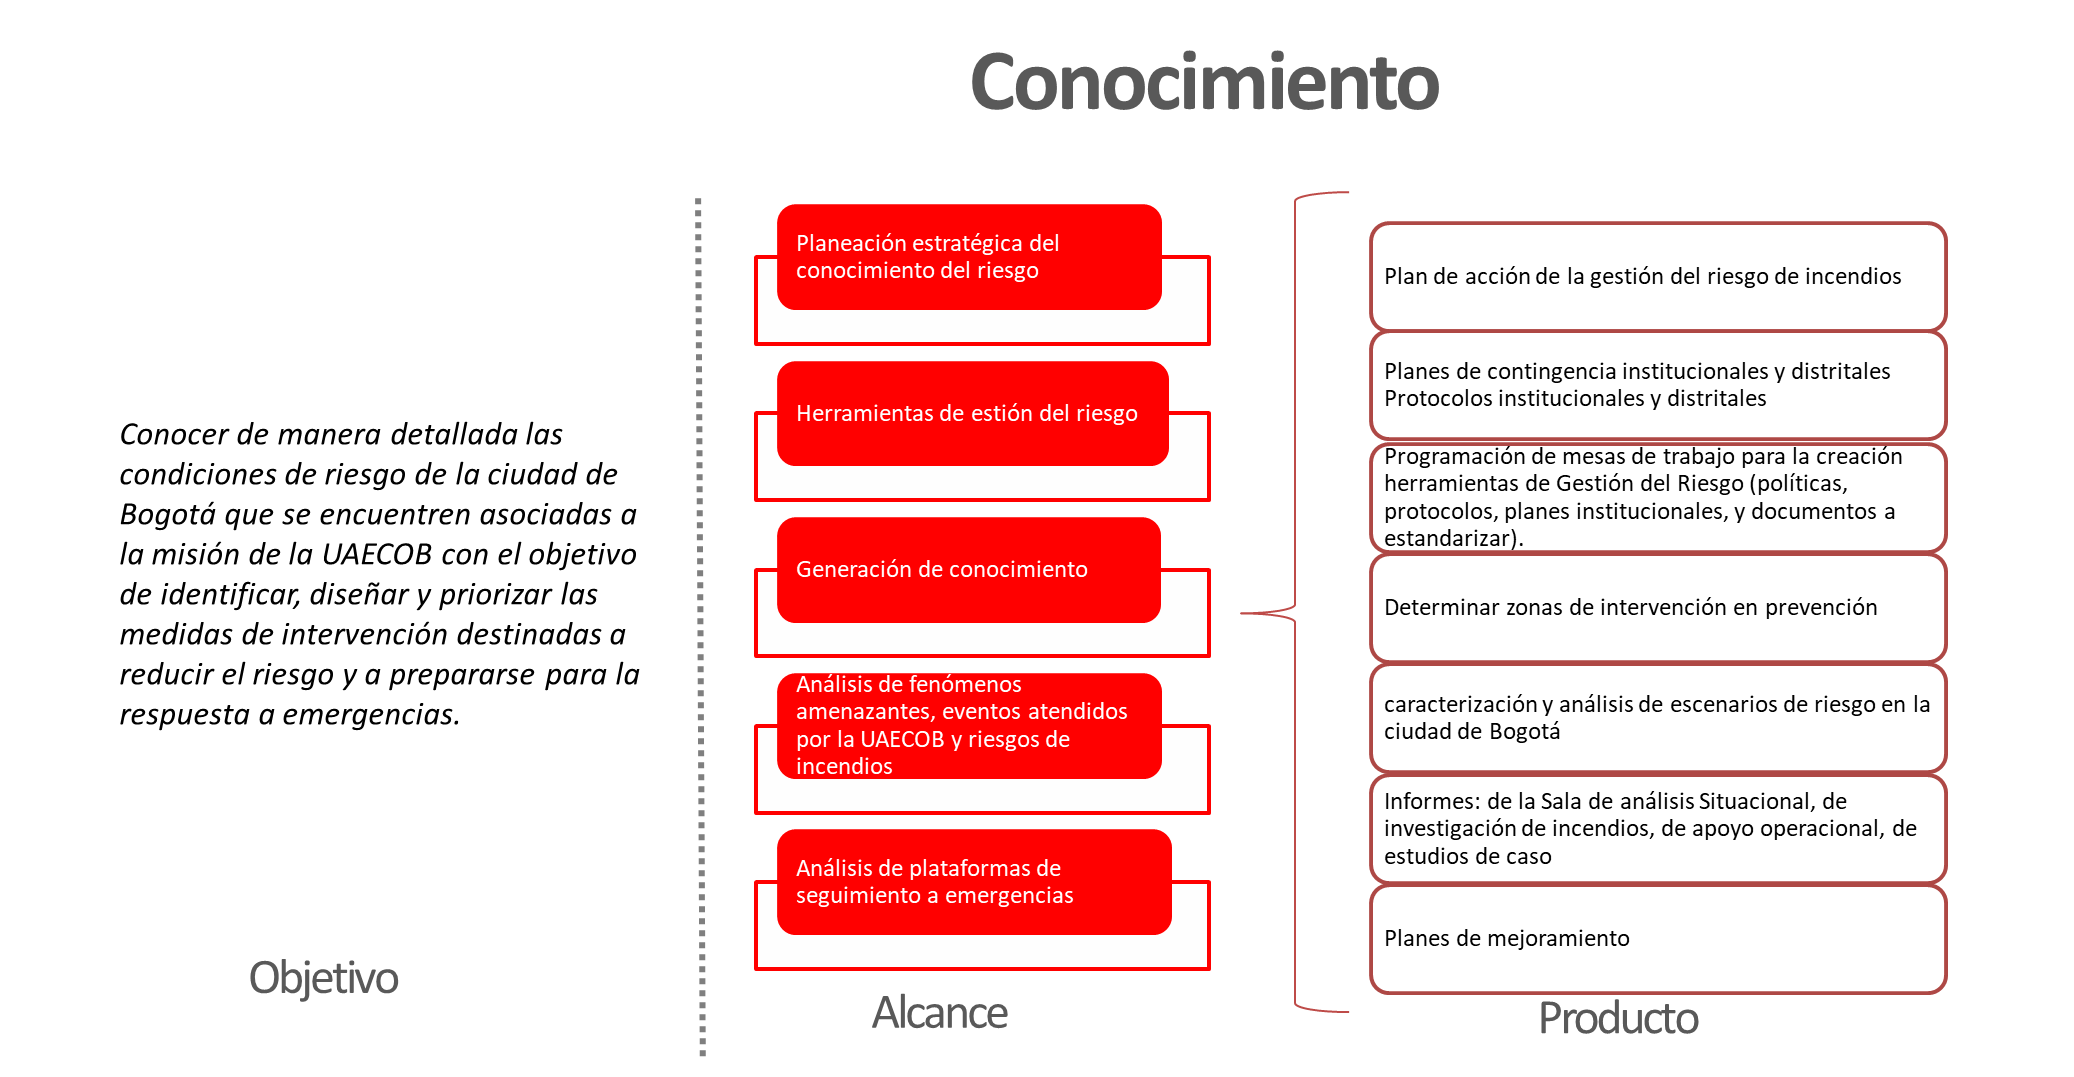 Conocimiento
Conocer de manera detallada las
condiciones de riesgo de la ciudad de
Bogotá que se encuentren asociadas a
la misión de la UAECOB con el objetivo
de identificar, diseñar y priorizar las
medidas de intervención destinadas a
reducir el riesgo y a prepararse para la
respuesta a emergencias.
Objetivo
Planeación estratégica del
conocimiento del riesgo
Herramientas de estión del riesgo
Generación de conocimiento
Análisis de fenómenos
amenazantes, eventos atendidos
por la UAECOB y riesgos de
incendios
Análisis de plataformas de
seguimiento a emergencias
Alcance
Plan de acción de la gestión del riesgo de incendios
Planes de contingencia institucionales y distritales
Protocolos institucionales y distritales
Programación de mesas de trabajo para la creación
herramientas de Gestión del Riesgo (políticas,
protocolos, planes institucionales, y documentos a
estandarizar).
Determinar zonas de intervención en prevención
caracterización y análisis de escenarios de riesgo en la
ciudad de Bogotá
Informes: de la Sala de análisis Situacional, de
investigación de incendios, de apoyo operacional, de
estudios de caso
Planes de mejoramiento
Producto